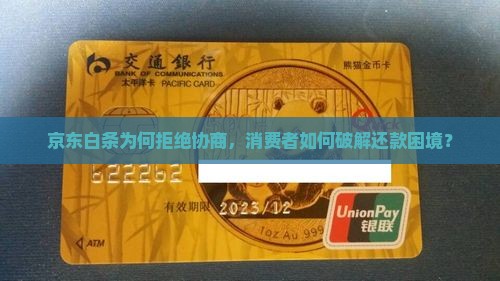 交通銀行
BANK OF COMMUNICATIONS
太平洋卡 PACIFIC CARD
熊猫金币卡
京东白条为何拒绝协商，消费者如何破解还款困境？
622262
有效期限 2023/12
1oz Au .999
ATM
UnionPay
银联